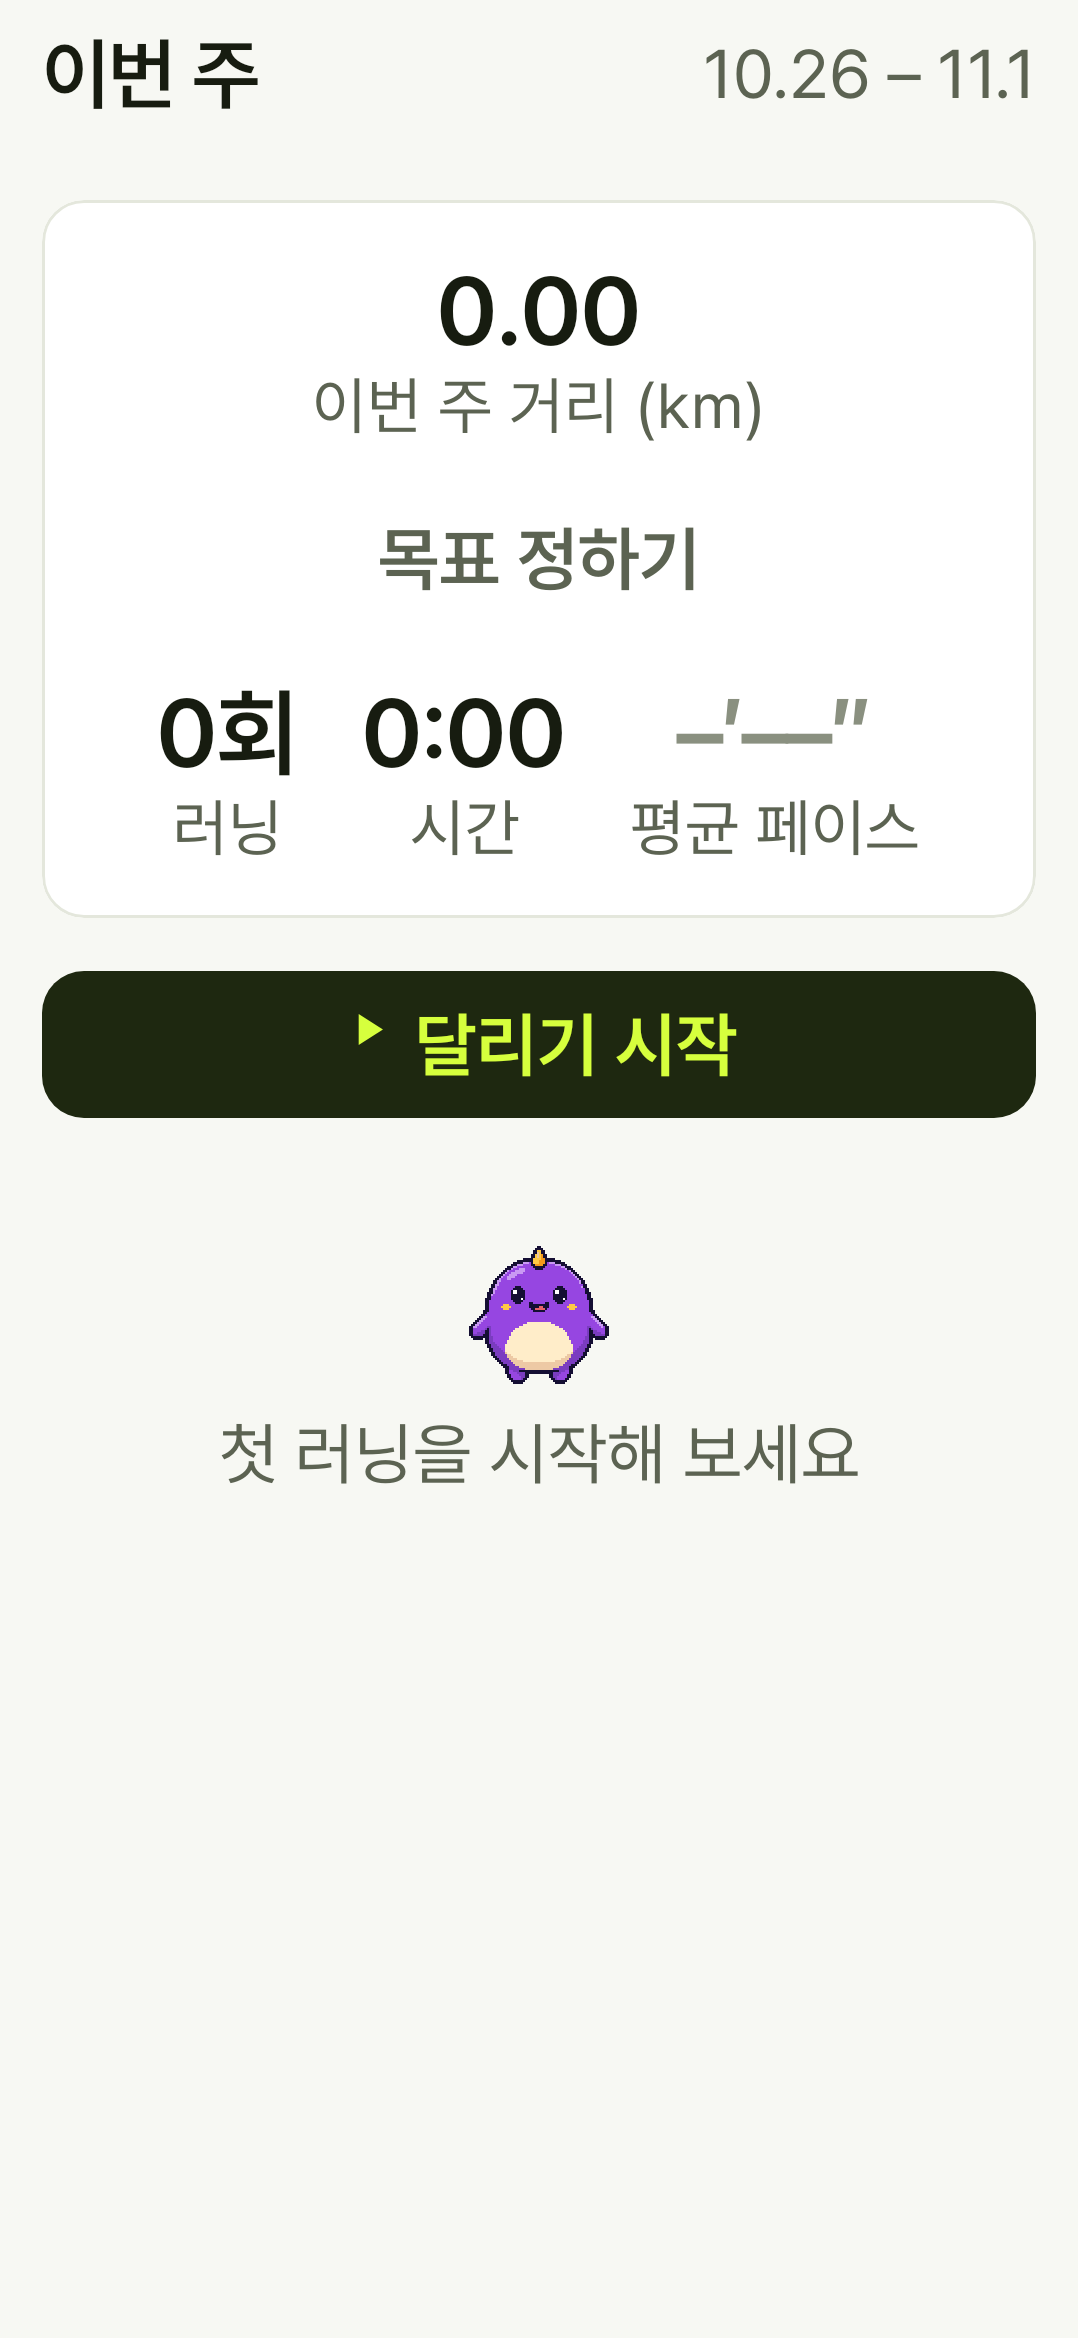 이번 주 10.26 – 11.1
0.00
이번 주 거리 (km)
목표 정하기
0회 0:00 –′––″
러닝 시간 평균 페이스
▶ 달리기 시작
첫 러닝을 시작해 보세요